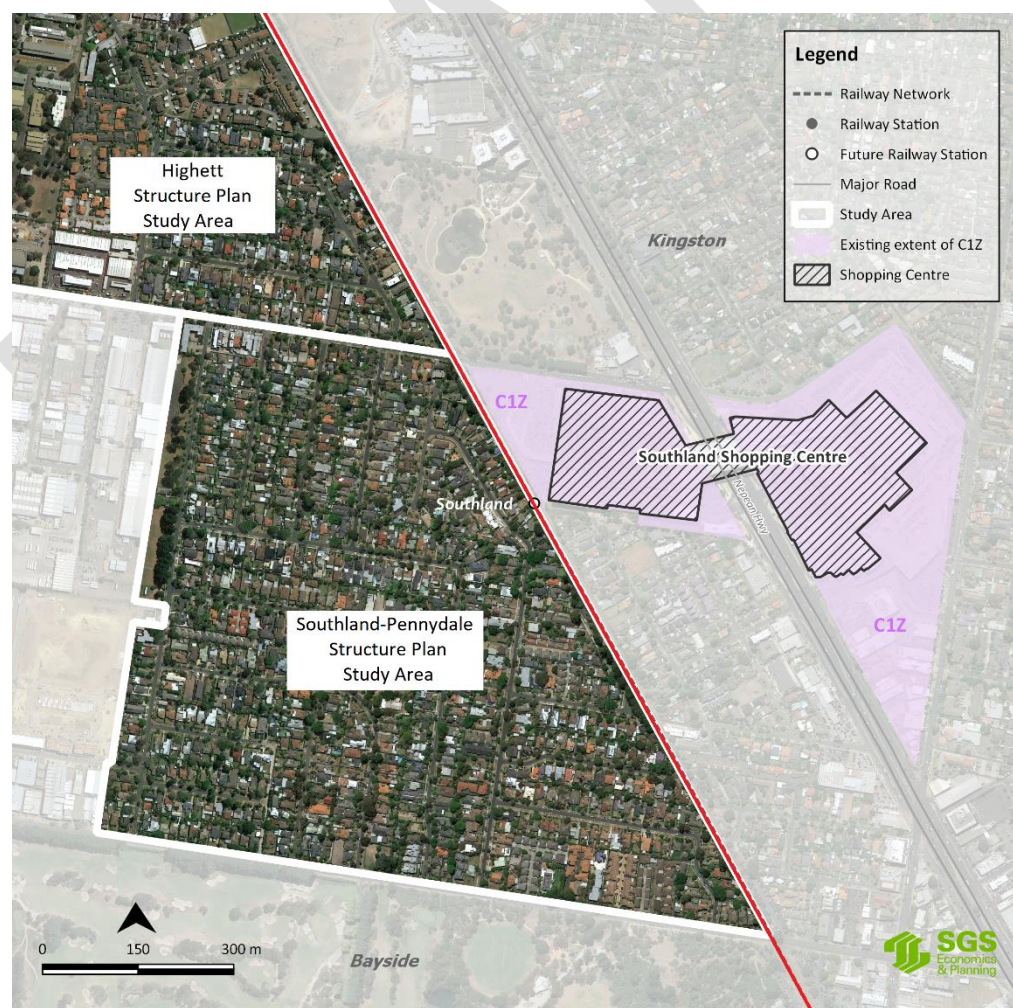 Legend
Railway Network
Railway Station
Future Railway Station
Major Road
Study Area
Existing extent of C1Z
Shopping Centre
Highett
Structure Plan
Study Area
Kingston
C1Z
Southland Shopping Centre
Nepean Hwy
Southland
C1Z
Southland-Pennydale
Structure Plan
Study Area
0 150 300 m
Bayside
SGS
Economics
& Planning